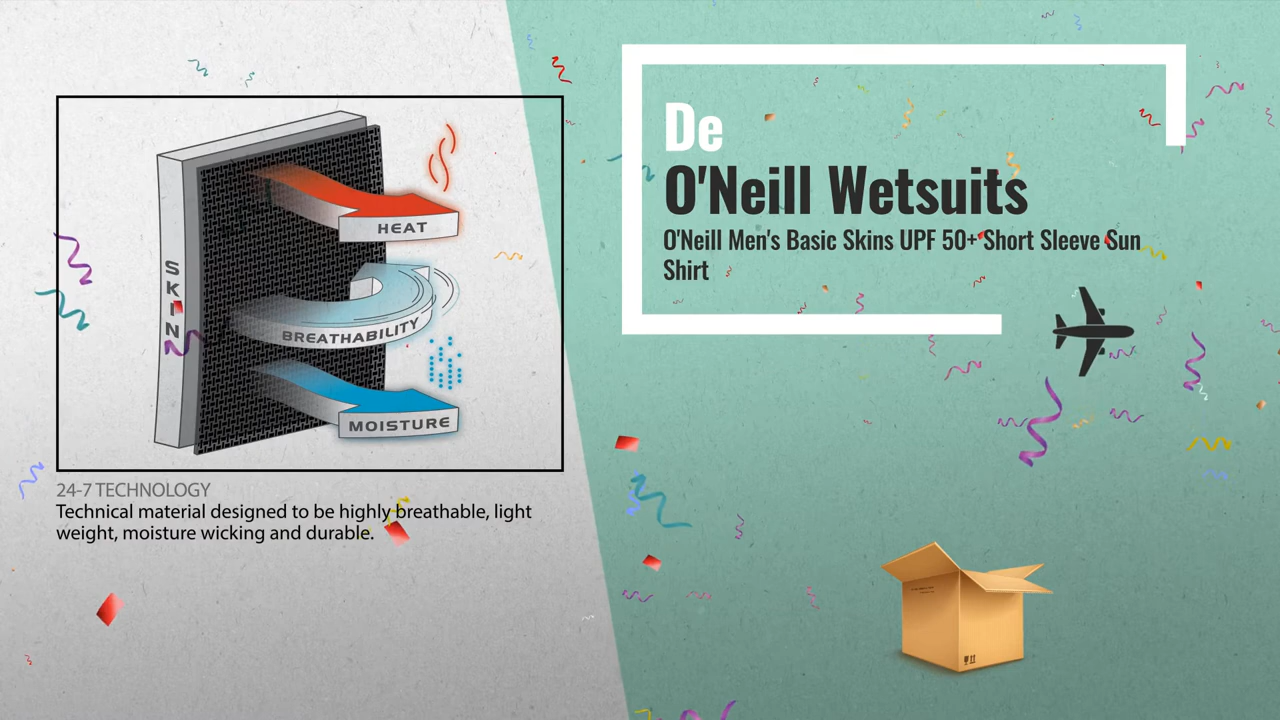 SKIN
HEAT
BREATHABILITY
MOISTURE
24-7 TECHNOLOGY
Technical material designed to be highly breathable, light
weight, moisture wicking and durable.
De
O'Neill Wetsuits
O'Neill Men's Basic Skins UPF 50+ Short Sleeve Sun
Shirt